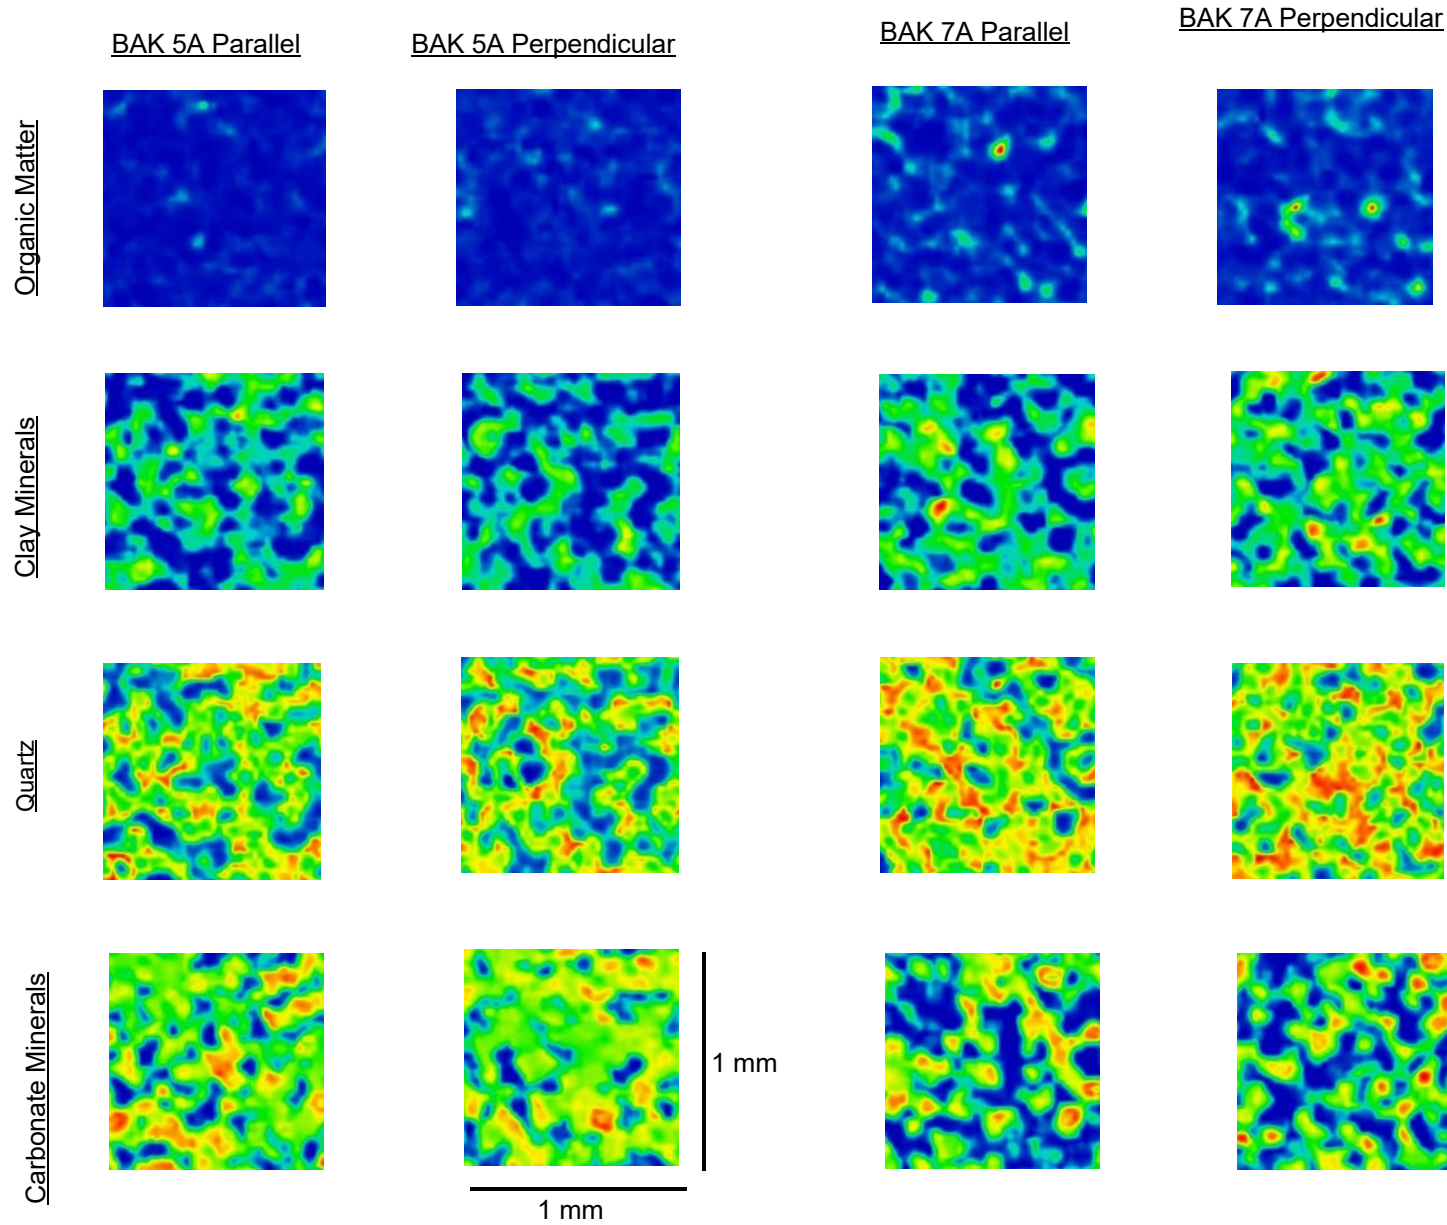 BAK 5A Parallel
BAK 5A Perpendicular
BAK 7A Parallel
BAK 7A Perpendicular
Organic Matter
Clay Minerals
Quartz
Carbonate Minerals
1 mm
1 mm